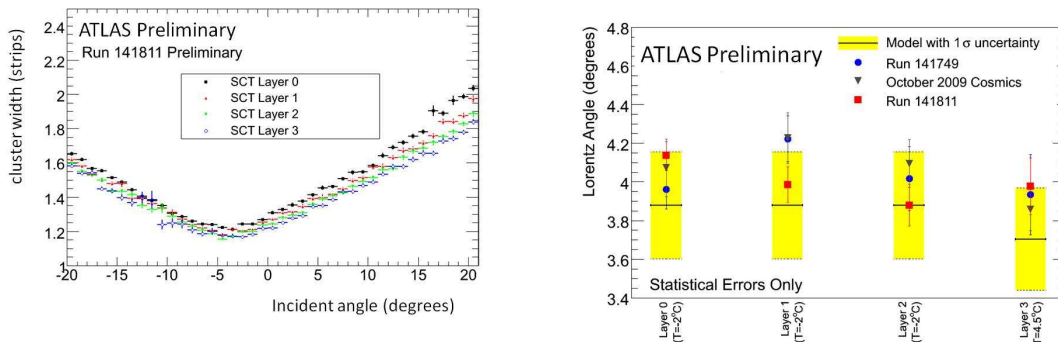 ATLAS Preliminary
Run 141811 Preliminary
SCT Layer 0
SCT Layer 1
SCT Layer 2
SCT Layer 3
cluster width (strips)
2.4
2.2
2
1.8
1.6
1.4
1.2
1
-20 -15 -10 -5 0 5 10 15 20
Incident angle (degrees)
ATLAS Preliminary
Model with 1 σ uncertainty
Run 141749
October 2009 Cosmics
Run 141811
Lorentz Angle (degrees)
4.8
4.6
4.4
4.2
4
3.8
3.6
3.4
Statistical Errors Only
Layer 0
(T=-2°C)
Layer 1
(T=-2°C)
Layer 2
(T=-2°C)
Layer 3
(T=4.5°C)